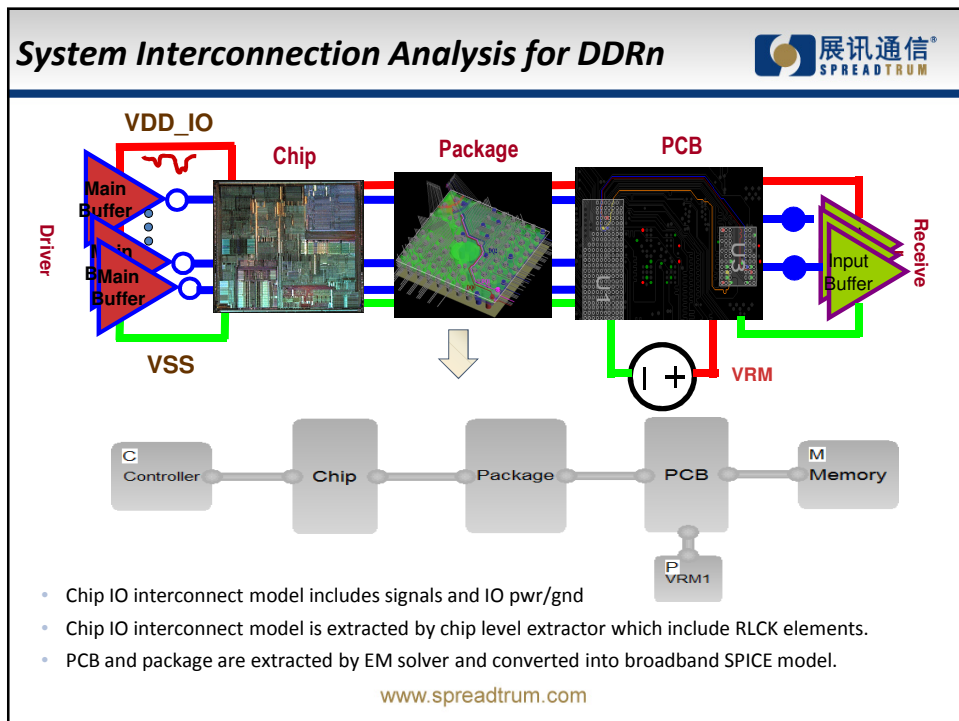 System Interconnection Analysis for DDRn
展讯通信®
SPREADTRUM
VDD_IO
Chip
Package
PCB
Driver
Main
Buffer
Main
B
Main
Buffer
U1
U3
Input
Buffer
Receive
VSS
VRM
C
Controller
Chip
Package
PCB
M
Memory
P
VRM1
• Chip IO interconnect model includes signals and IO pwr/gnd
• Chip IO interconnect model is extracted by chip level extractor which include RLCK elements.
• PCB and package are extracted by EM solver and converted into broadband SPICE model.
www.spreadtrum.com